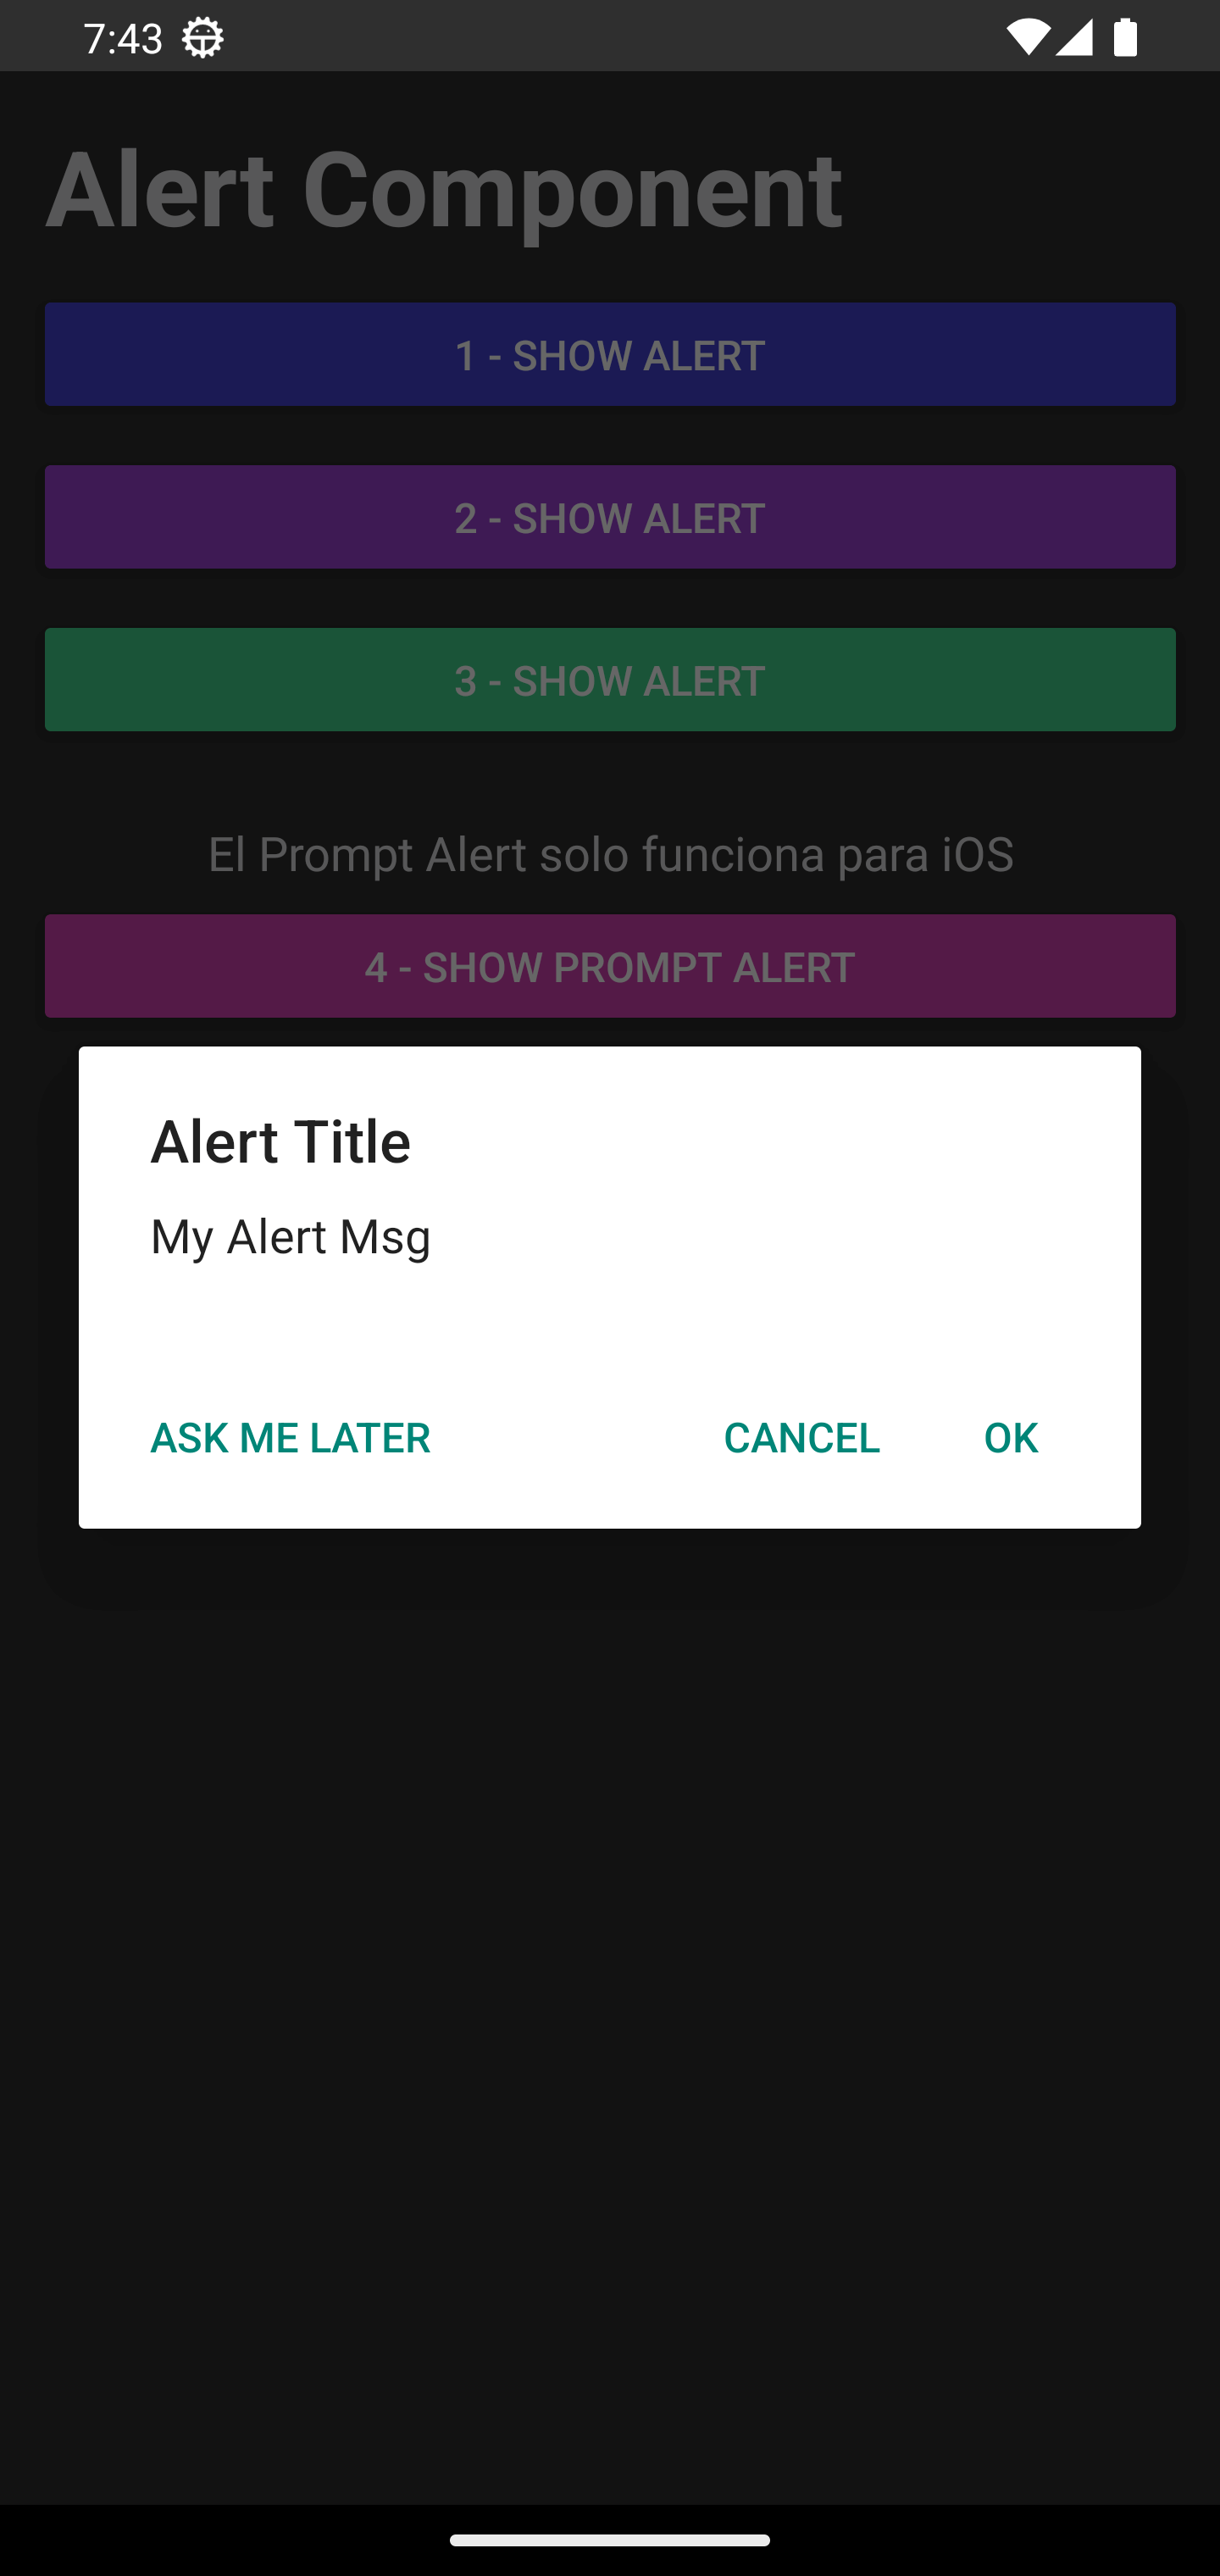 7:43
Alert Component
1 - SHOW ALERT
2 - SHOW ALERT
3 - SHOW ALERT
El Prompt Alert solo funciona para iOS
4 - SHOW PROMPT ALERT
Alert Title
My Alert Msg
ASK ME LATER CANCEL OK